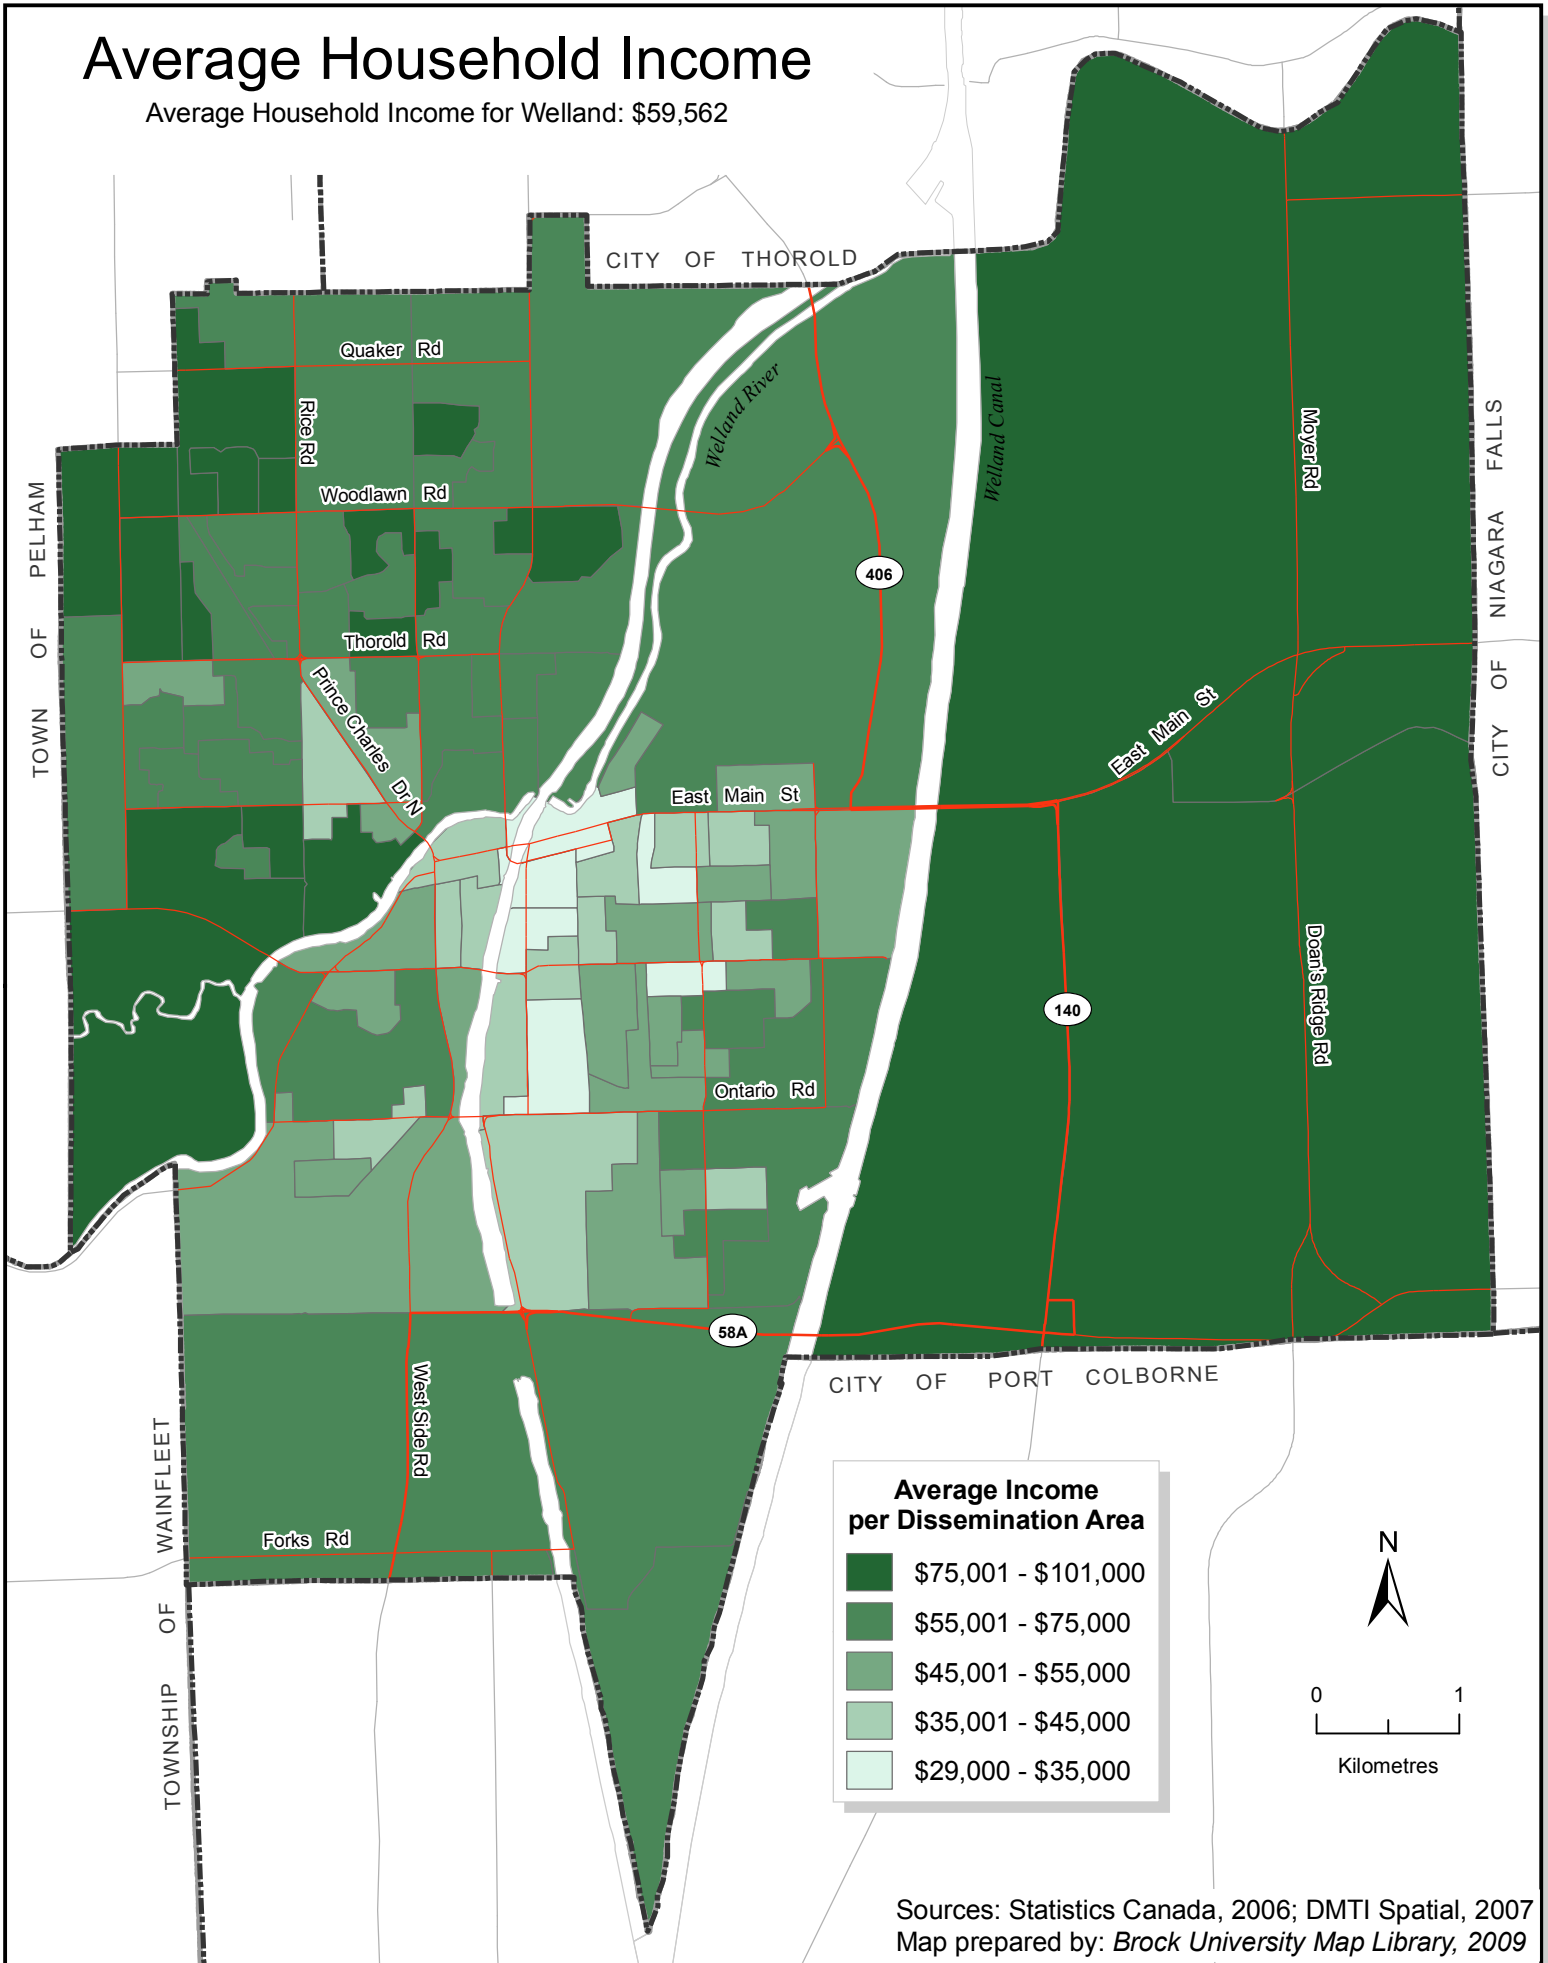 Average Household Income
Average Household Income for Welland: $59,562
CITY OF THOROLD
Quaker Rd
Rice Rd
Welland River
Welland Canal
Moyer Rd
CITY OF NIAGARA FALLS
TOWN OF PELHAM
Woodlawn Rd
406
Thorold Rd
Prince Charles Dr N
East Main St
East Main St
Doan's Ridge Rd
140
Ontario Rd
58A
CITY OF PORT COLBORNE
West Side Rd
TOWNSHIP OF WAINFLEET
Forks Rd
Average Income
per Dissemination Area
$75,001 - $101,000
$55,001 - $75,000
$45,001 - $55,000
$35,001 - $45,000
$29,000 - $35,000
N
0 1
Kilometres
Sources: Statistics Canada, 2006; DMTI Spatial, 2007
Map prepared by: Brock University Map Library, 2009